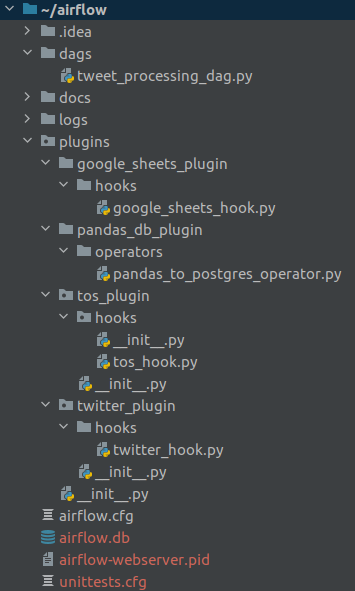 ~/airflow
.idea
dags
tweet_processing_dag.py
docs
logs
plugins
google_sheets_plugin
hooks
google_sheets_hook.py
pandas_db_plugin
operators
pandas_to_postgres_operator.py
tos_plugin
hooks
__init__.py
tos_hook.py
__init__.py
twitter_plugin
hooks
twitter_hook.py
__init__.py
__init__.py
airflow.cfg
airflow.db
airflow-webserver.pid
unittests.cfg